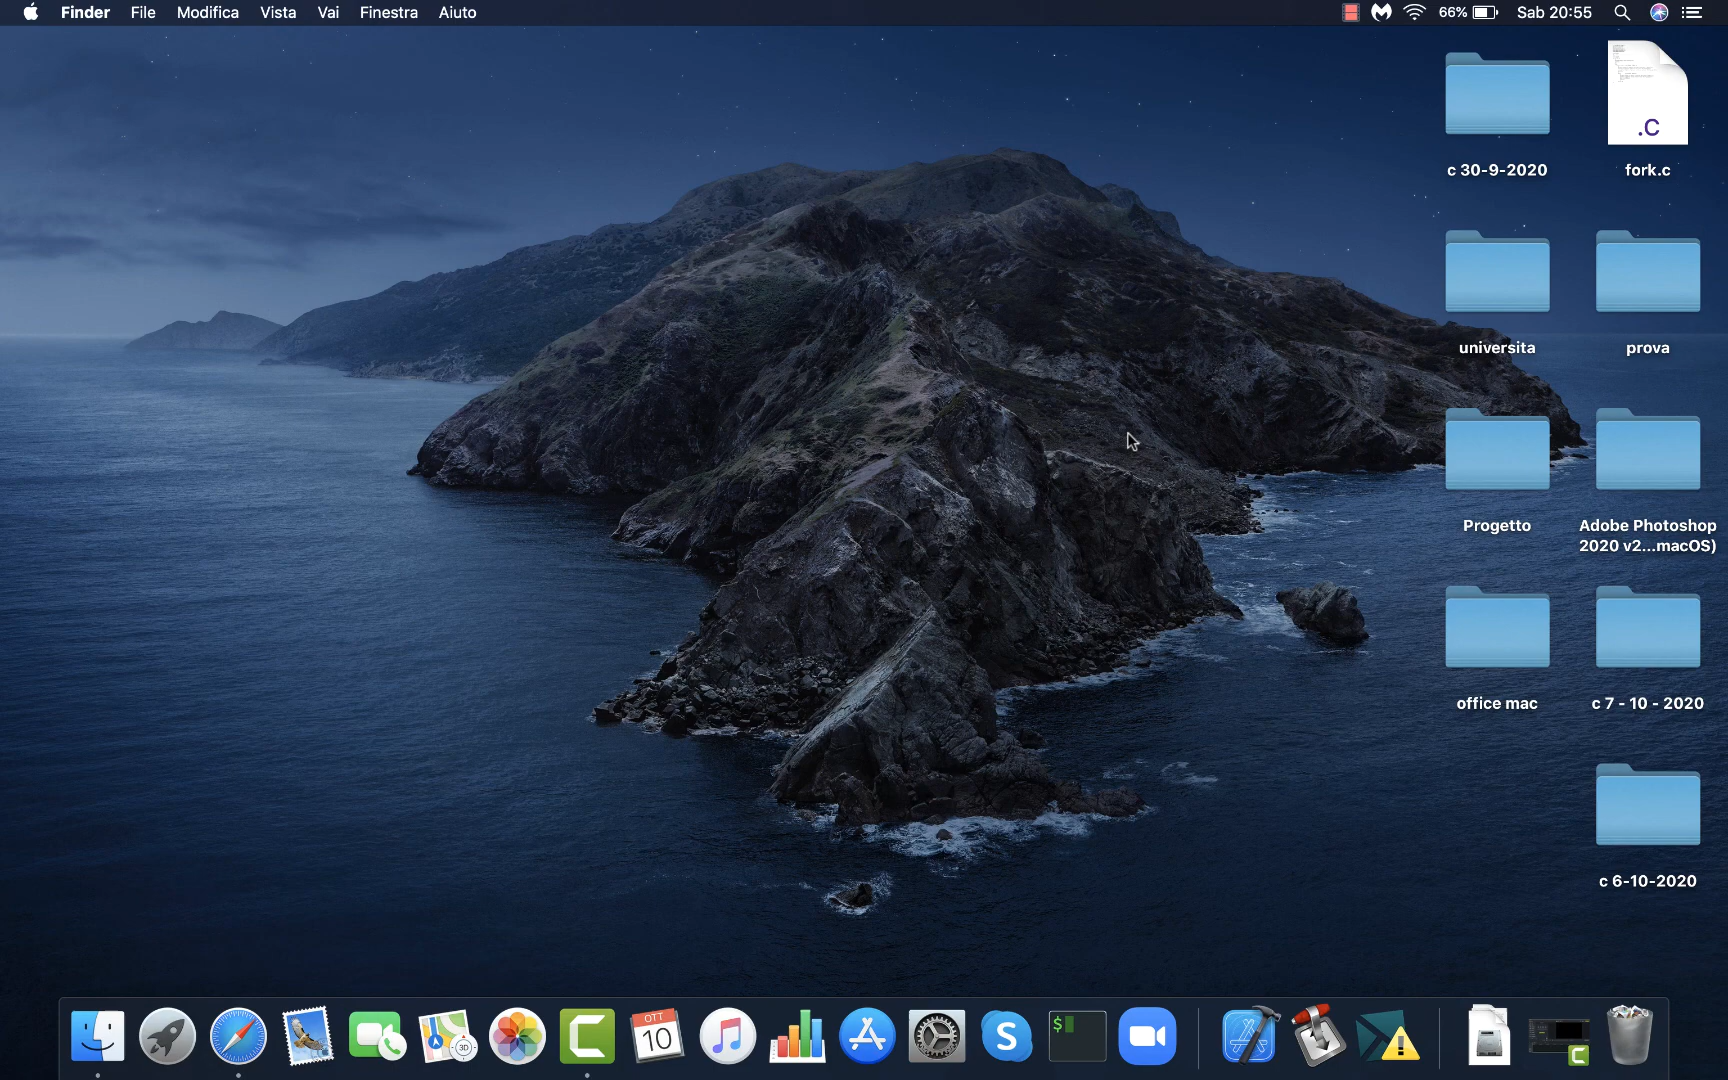 Finder File Modifica Vista Vai Finestra Aiuto 66% Sab 20:55
.C
c 30-9-2020 fork.c
universita prova
Progetto Adobe Photoshop
2020 v2...macOS)
office mac c 7 - 10 - 2020
c 6-10-2020
OTT
10
3D
$
S